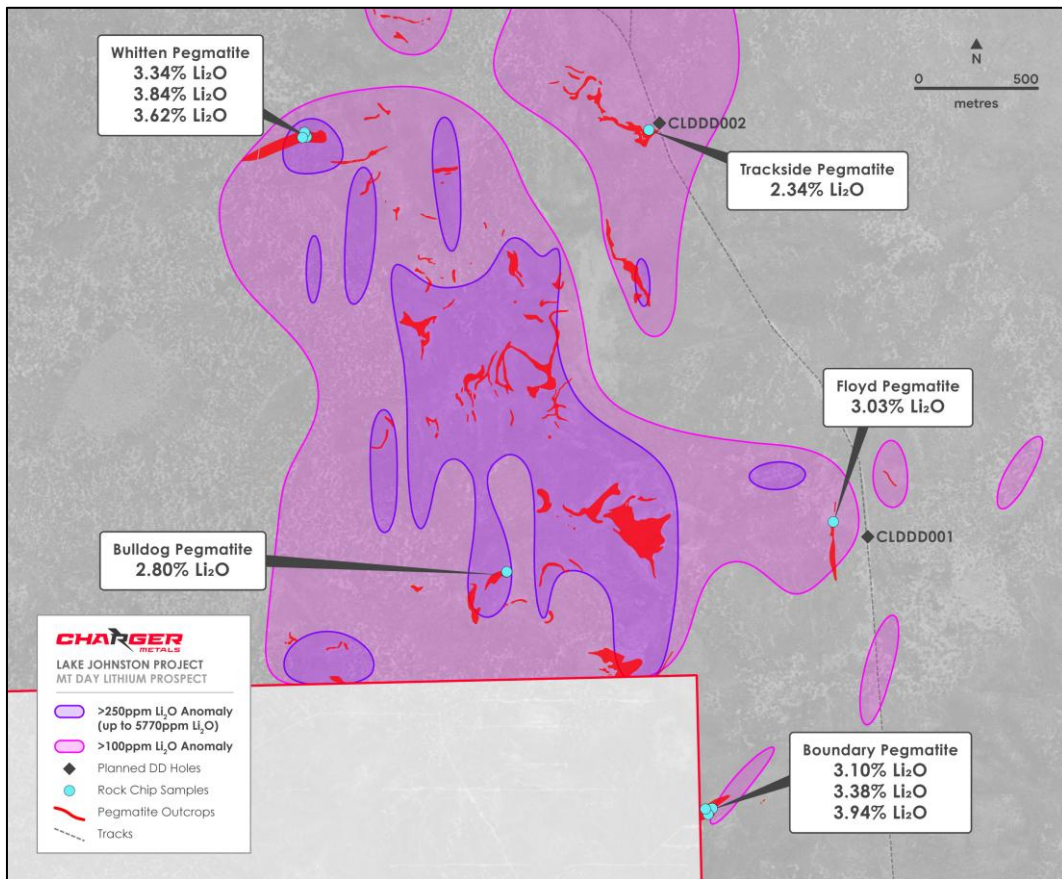 Whitten Pegmatite
3.34% Li₂O
3.84% Li₂O
3.62% Li₂O
N
0 500
metres
CLDDD002
Trackside Pegmatite
2.34% Li₂O
Floyd Pegmatite
3.03% Li₂O
CLDDD001
Bulldog Pegmatite
2.80% Li₂O
CHARGER
METALS
LAKE JOHNSTON PROJECT
MT DAY LITHIUM PROSPECT
>250ppm Li₂O Anomaly
(up to 5770ppm Li₂O)
>100ppm Li₂O Anomaly
Planned DD Holes
Rock Chip Samples
Pegmatite Outcrops
Tracks
Boundary Pegmatite
3.10% Li₂O
3.38% Li₂O
3.94% Li₂O